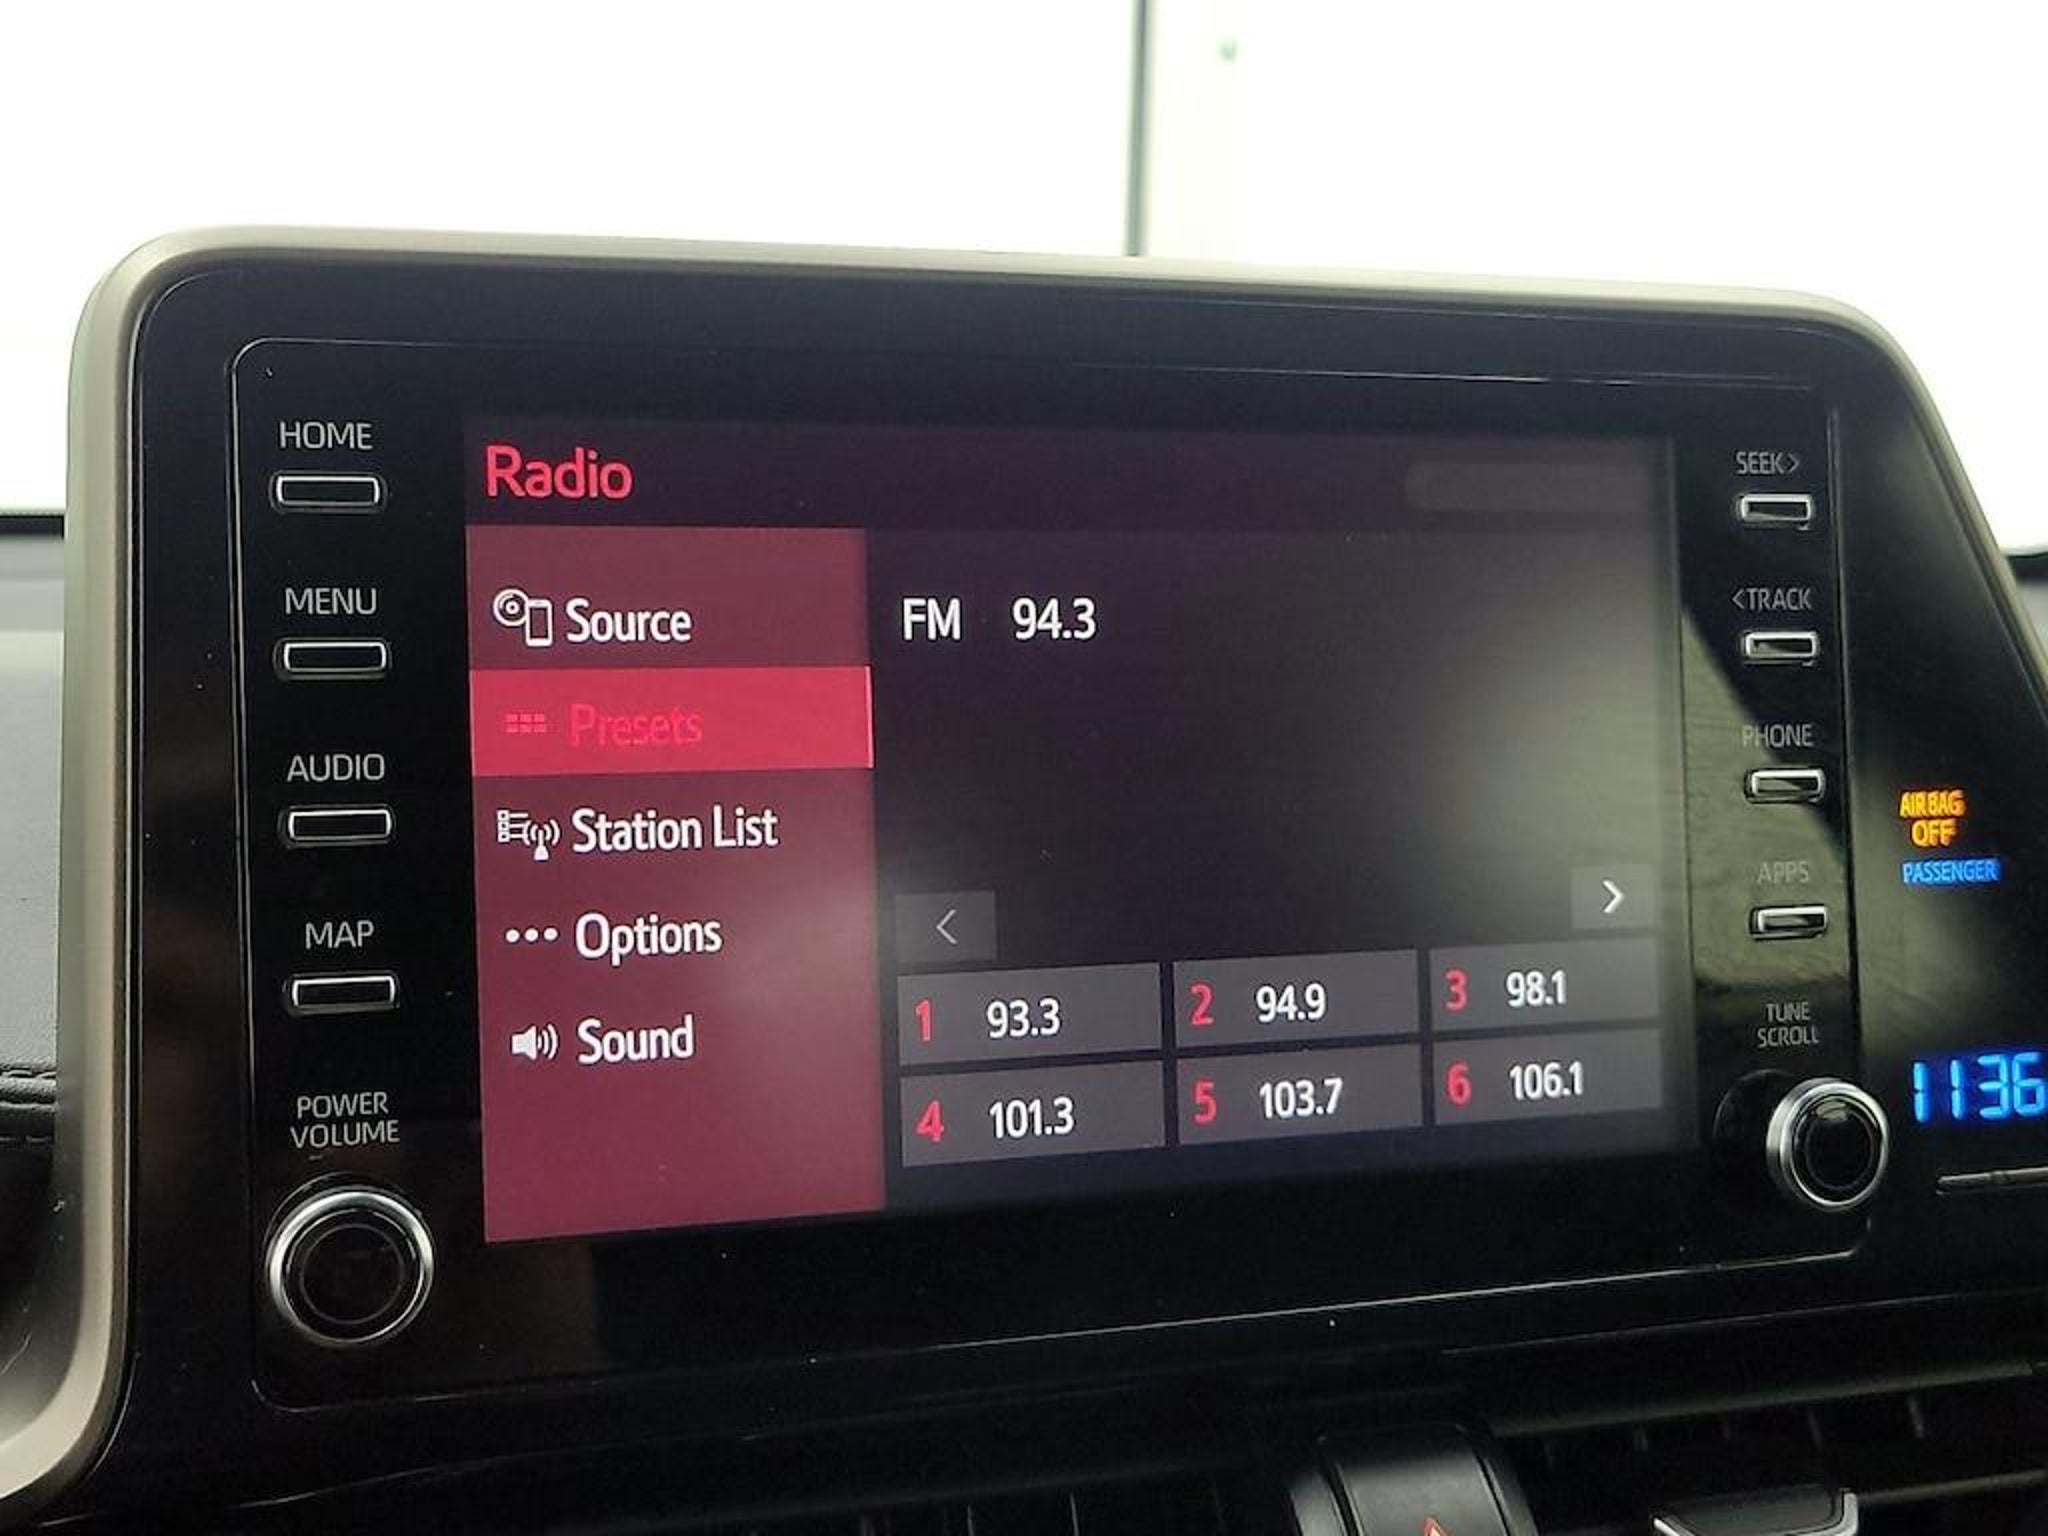 HOME
MENU
AUDIO
MAP
POWER
VOLUME
Radio
Source
Presets
Station List
Options
Sound
FM 94.3
<
>
1 93.3
2 94.9
3 98.1
4 101.3
5 103.7
6 106.1
SEEK>
<TRACK
PHONE
APPS
TUNE
SCROLL
AIR BAG
OFF
PASSENGER
1136